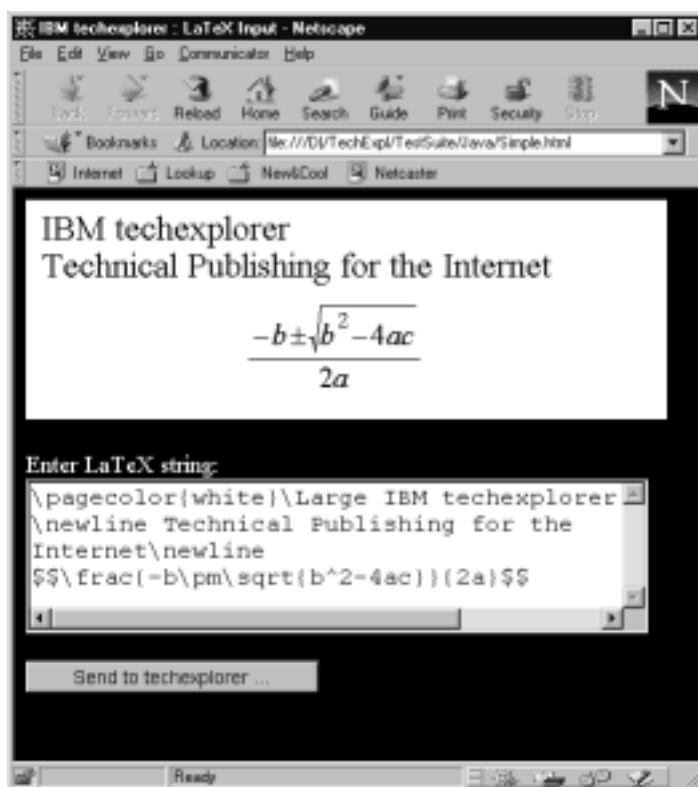 IBM techexplorer : LaTeX Input - Netscape
File Edit View Go Communicator Help
Back Forward Reload Home Search Guide Print Security Stop
N
Bookmarks Location: file:///D|/TechExpl/TestSuite/Java/Simple.html
Internet Lookup New&Cool Netcaster
IBM techexplorer
Technical Publishing for the Internet
-b±√b²-4ac
2a
Enter LaTeX string:
\pagecolor{white}\Large IBM techexplorer
\newline Technical Publishing for the
Internet\newline
$$\frac{-b\pm\sqrt{b^2-4ac}}{2a}$$
Send to techexplorer ...
Ready